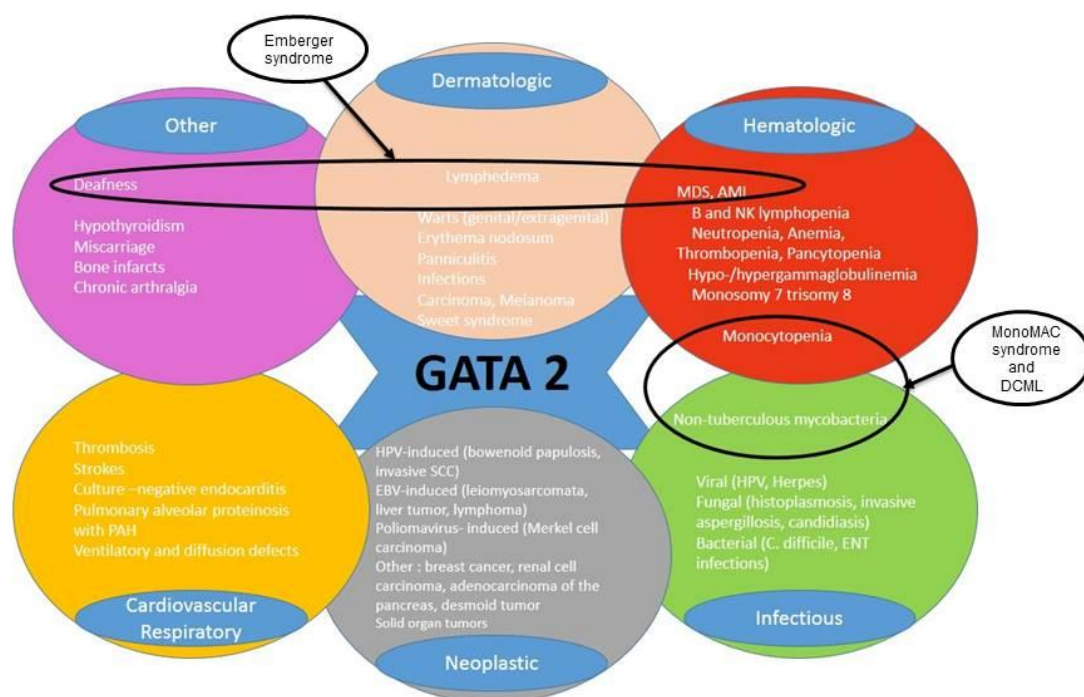 Emberger
syndrome
Other
Deafness
Hypothyroidism
Miscarriage
Bone infarcts
Chronic arthralgia
Dermatologic
Lymphedema
Warts (genital/extragenital)
Erythema nodosum
Panniculitis
Infections
Carcinoma, Melanoma
Sweet syndrome
Hematologic
MDS, AML
B and NK lymphopenia
Neutropenia, Anemia,
Thrombopenia, Pancytopenia
Hypo-/hypergammaglobulinemia
Monosomy 7 trisomy 8
Monocytopenia
MonoMAC
syndrome
and
DCML
GATA 2
Thrombosis
Strokes
Culture –negative endocarditis
Pulmonary alveolar proteinosis
with PAH
Ventilatory and diffusion defects
Cardiovascular
Respiratory
HPV-induced (bowenoid papulosis,
invasive SCC)
EBV-induced (leiomyosarcomata,
liver tumor, lymphoma)
Poliomavirus- induced (Merkel cell
carcinoma)
Other : breast cancer, renal cell
carcinoma, adenocarcinoma of the
pancreas, desmoid tumor
Solid organ tumors
Neoplastic
Non-tuberculous mycobacteria
Viral (HPV, Herpes)
Fungal (histoplasmosis, invasive
aspergillosis, candidiasis)
Bacterial (C. difficile, ENT
infections)
Infectious